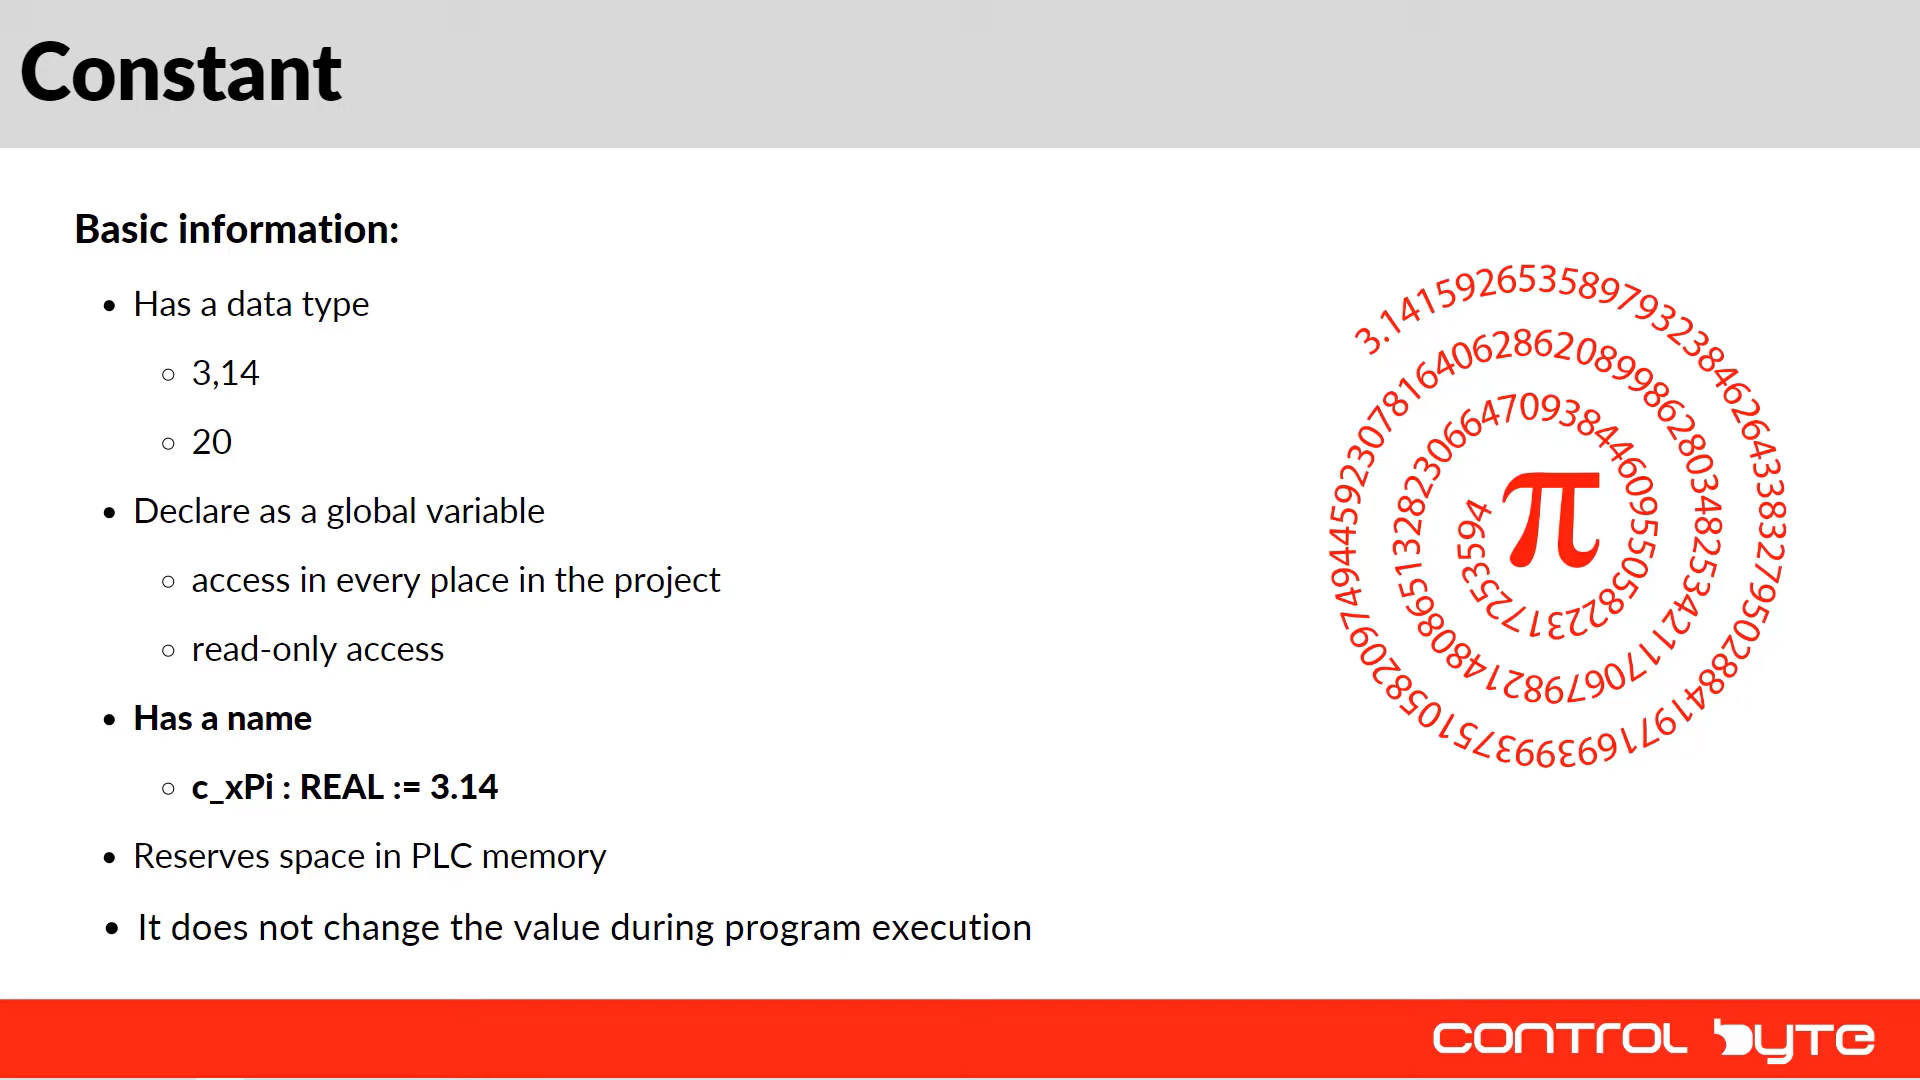 Constant
Basic information:
• Has a data type
○ 3,14
○ 20
• Declare as a global variable
○ access in every place in the project
○ read-only access
• Has a name
○ c_xPi : REAL := 3.14
• Reserves space in PLC memory
• It does not change the value during program execution
3.14159265358979323846264338327950288419716939937510582097494459230781640628620899862803482534211706798214808651328230664709384460955058223172535940
π
CONTROL byte